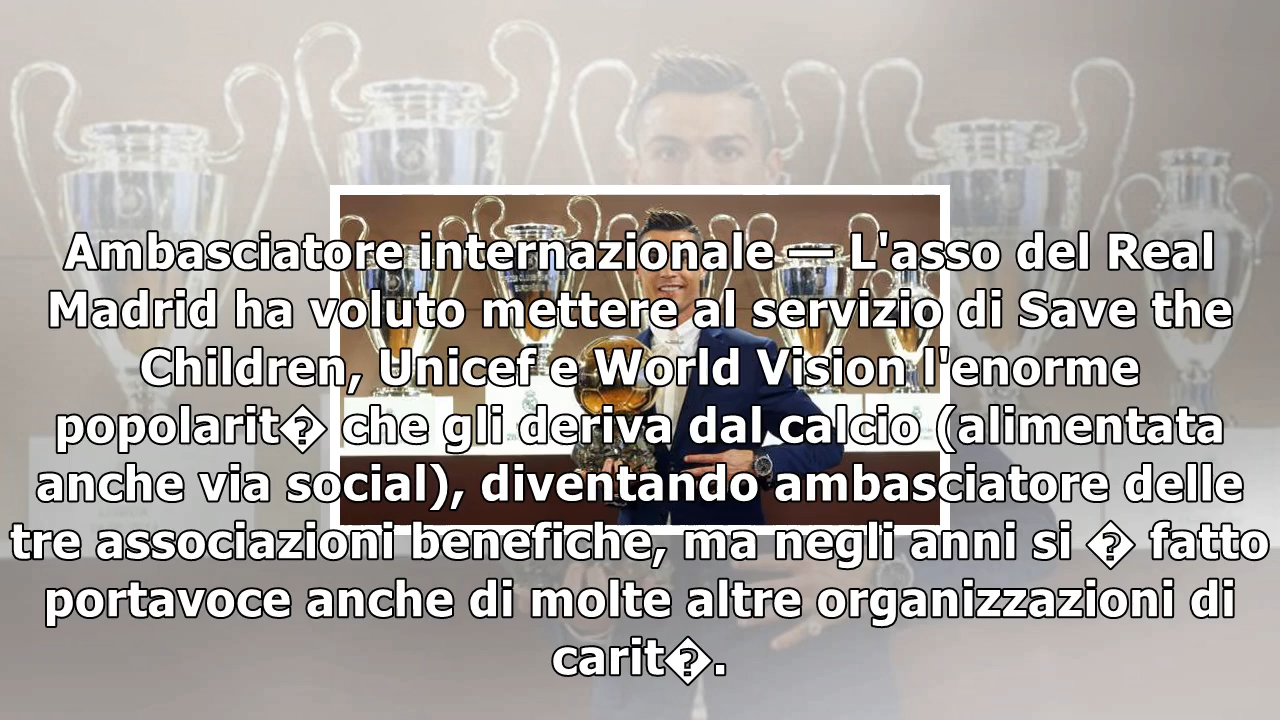 Ambasciatore internazionale — L'asso del Real
Madrid ha voluto mettere al servizio di Save the
Children, Unicef e World Vision l'enorme
popolarit� che gli deriva dal calcio (alimentata
anche via social), diventando ambasciatore delle
tre associazioni benefiche, ma negli anni si � fatto
portavoce anche di molte altre organizzazioni di
carit�.